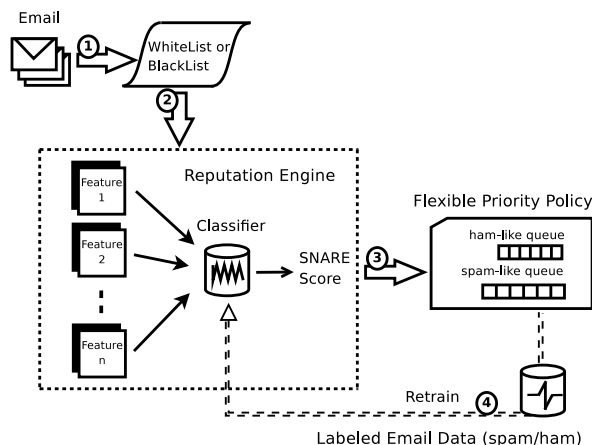 Email
1
WhiteList or
BlackList
2
Reputation Engine
Feature
1
Feature
2
Feature
n
Classifier
SNARE
Score
3
Flexible Priority Policy
ham-like queue
spam-like queue
Retrain
4
Labeled Email Data (spam/ham)